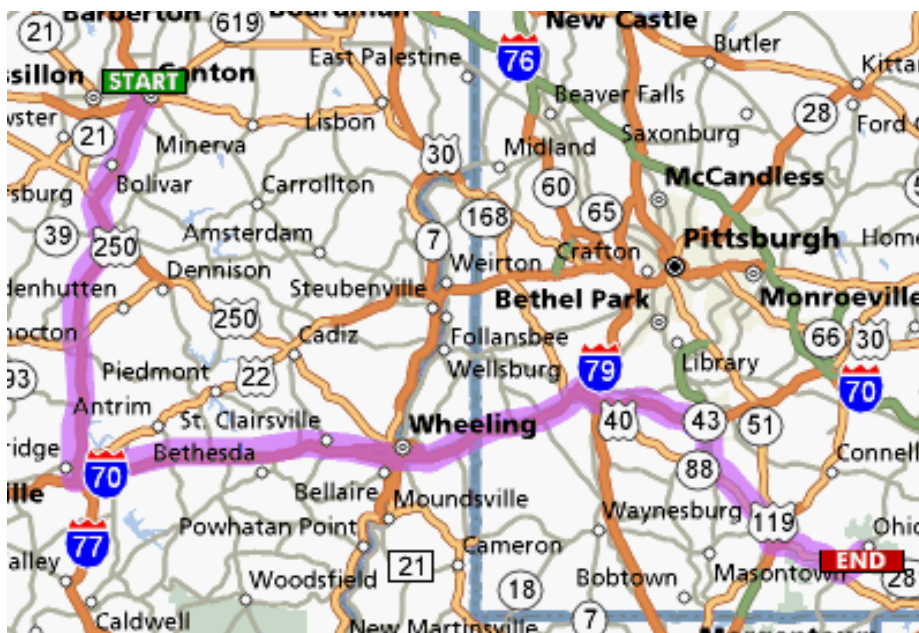 Barberton
619
Boardman
New Castle
21
East Palestine
76
Butler
Kittan
ssillon
START
Canton
Beaver Falls
28
wster
21
Lisbon
Saxonburg
Ford
Minerva
30
Midland
rsburg
Bolivar
Carrollton
60
McCandless
168
65
39
250
Amsterdam
7
Crafton
Pittsburgh
Home
Dennison
Weirton
denhutten
Steubenville
Bethel Park
Monroeville
250
nocton
Cadiz
Follansbee
66
30
Piedmont
22
Wellsburg
79
Library
93
70
Antrim
St. Clairsville
40
43
51
Wheeling
ridge
70
Bethesda
88
Connell
ville
Bellaire
Moundsville
Waynesburg
119
Powhatan Point
Ohio
77
alley
21
Cameron
END
Woodsfield
18
Bobtown
Masontown
28
Caldwell
New Martinsville
7